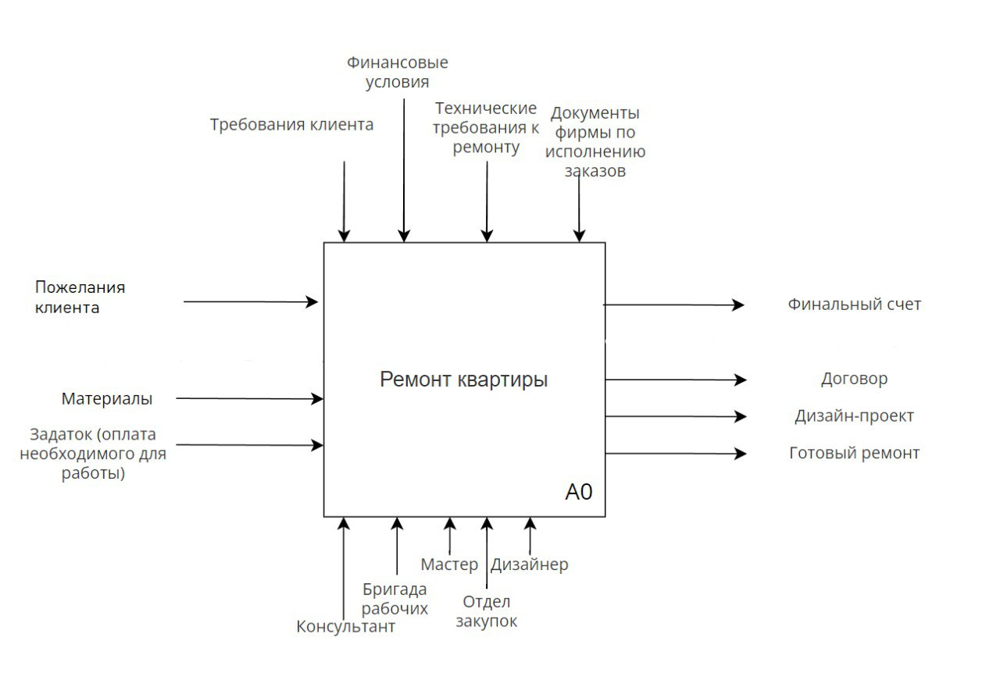 Финансовые
условия
Требования клиента
Технические
требования к
ремонту
Документы
фирмы по
исполнению
заказов
Пожелания
клиента
Материалы
Задаток (оплата
необходимого для
работы)
Ремонт квартиры
A0
Финальный счет
Договор
Дизайн-проект
Готовый ремонт
Консультант
Бригада
рабочих
Мастер
Отдел
закупок
Дизайнер